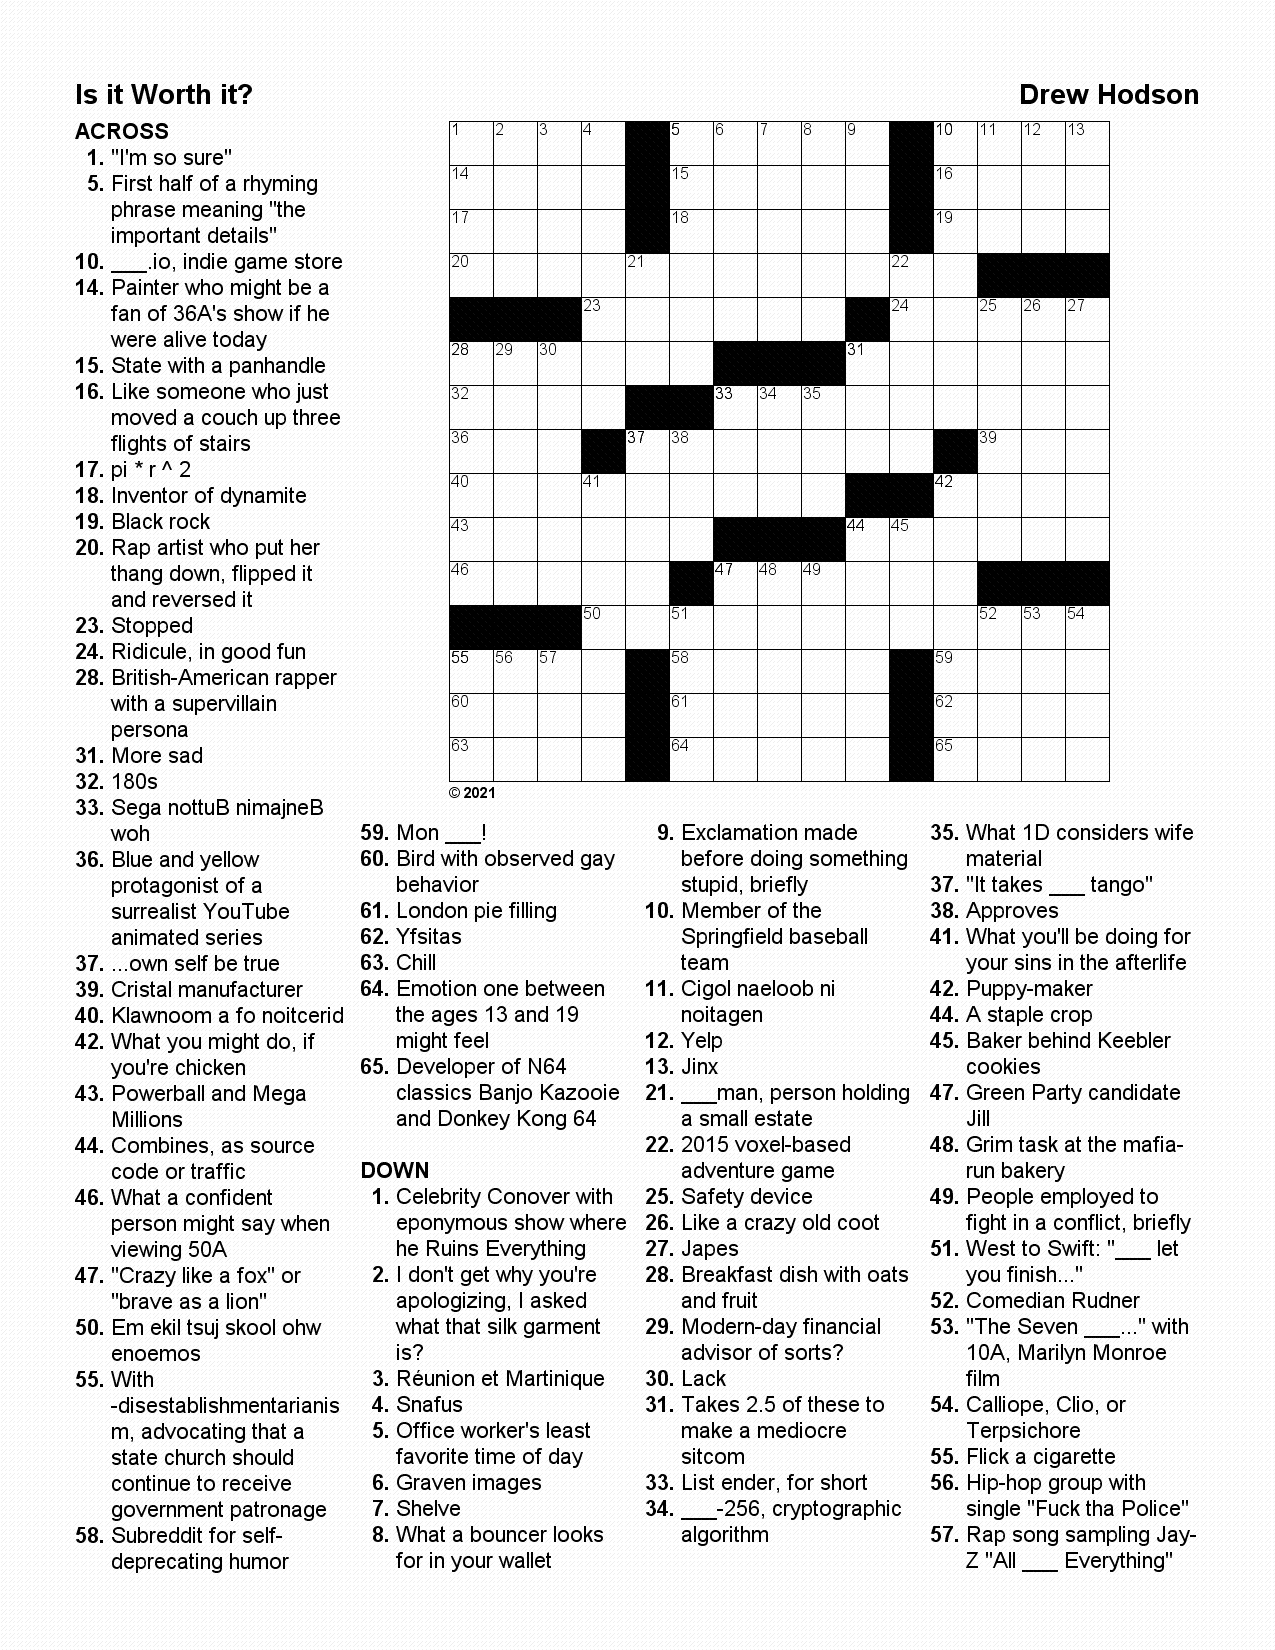 Is it Worth it?
Drew Hodson
ACROSS
1. "I'm so sure"
5. First half of a rhyming
phrase meaning "the
important details"
10. ___.io, indie game store
14. Painter who might be a
fan of 36A's show if he
were alive today
15. State with a panhandle
16. Like someone who just
moved a couch up three
flights of stairs
17. pi * r ^ 2
18. Inventor of dynamite
19. Black rock
20. Rap artist who put her
thang down, flipped it
and reversed it
23. Stopped
24. Ridicule, in good fun
28. British-American rapper
with a supervillain
persona
31. More sad
32. 180s
33. Sega nottuB nimajneB
woh
36. Blue and yellow
protagonist of a
surrealist YouTube
animated series
37. ...own self be true
39. Cristal manufacturer
40. Klawnoom a fo noitcerid
42. What you might do, if
you're chicken
43. Powerball and Mega
Millions
44. Combines, as source
code or traffic
46. What a confident
person might say when
viewing 50A
47. "Crazy like a fox" or
"brave as a lion"
50. Em ekil tsuj skool ohw
enoemos
55. With
-disestablishmentarianis
m, advocating that a
state church should
continue to receive
government patronage
58. Subreddit for self-
deprecating humor
1 2 3 4 5 6 7 8 9 10 11 12 13
14 15 16
17 18 19
20 21 22
23 24 25 26 27
28 29 30 31
32 33 34 35
36 37 38 39
40 41 42
43 44 45
46 47 48 49
50 51 52 53 54
55 56 57 58 59
60 61 62
63 64 65
© 2021
59. Mon ___!
60. Bird with observed gay
behavior
61. London pie filling
62. Yfsitas
63. Chill
64. Emotion one between
the ages 13 and 19
might feel
65. Developer of N64
classics Banjo Kazooie
and Donkey Kong 64
DOWN
1. Celebrity Conover with
eponymous show where
he Ruins Everything
2. I don't get why you're
apologizing, I asked
what that silk garment
is?
3. Réunion et Martinique
4. Snafus
5. Office worker's least
favorite time of day
6. Graven images
7. Shelve
8. What a bouncer looks
for in your wallet
9. Exclamation made
before doing something
stupid, briefly
10. Member of the
Springfield baseball
team
11. Cigol naeloob ni
noitagen
12. Yelp
13. Jinx
21. ___man, person holding
a small estate
22. 2015 voxel-based
adventure game
25. Safety device
26. Like a crazy old coot
27. Japes
28. Breakfast dish with oats
and fruit
29. Modern-day financial
advisor of sorts?
30. Lack
31. Takes 2.5 of these to
make a mediocre
sitcom
33. List ender, for short
34. ___-256, cryptographic
algorithm
35. What 1D considers wife
material
37. "It takes ___ tango"
38. Approves
41. What you'll be doing for
your sins in the afterlife
42. Puppy-maker
44. A staple crop
45. Baker behind Keebler
cookies
47. Green Party candidate
Jill
48. Grim task at the mafia-
run bakery
49. People employed to
fight in a conflict, briefly
51. West to Swift: "___ let
you finish..."
52. Comedian Rudner
53. "The Seven ___..." with
10A, Marilyn Monroe
film
54. Calliope, Clio, or
Terpsichore
55. Flick a cigarette
56. Hip-hop group with
single "Fuck tha Police"
57. Rap song sampling Jay-
Z "All ___ Everything"